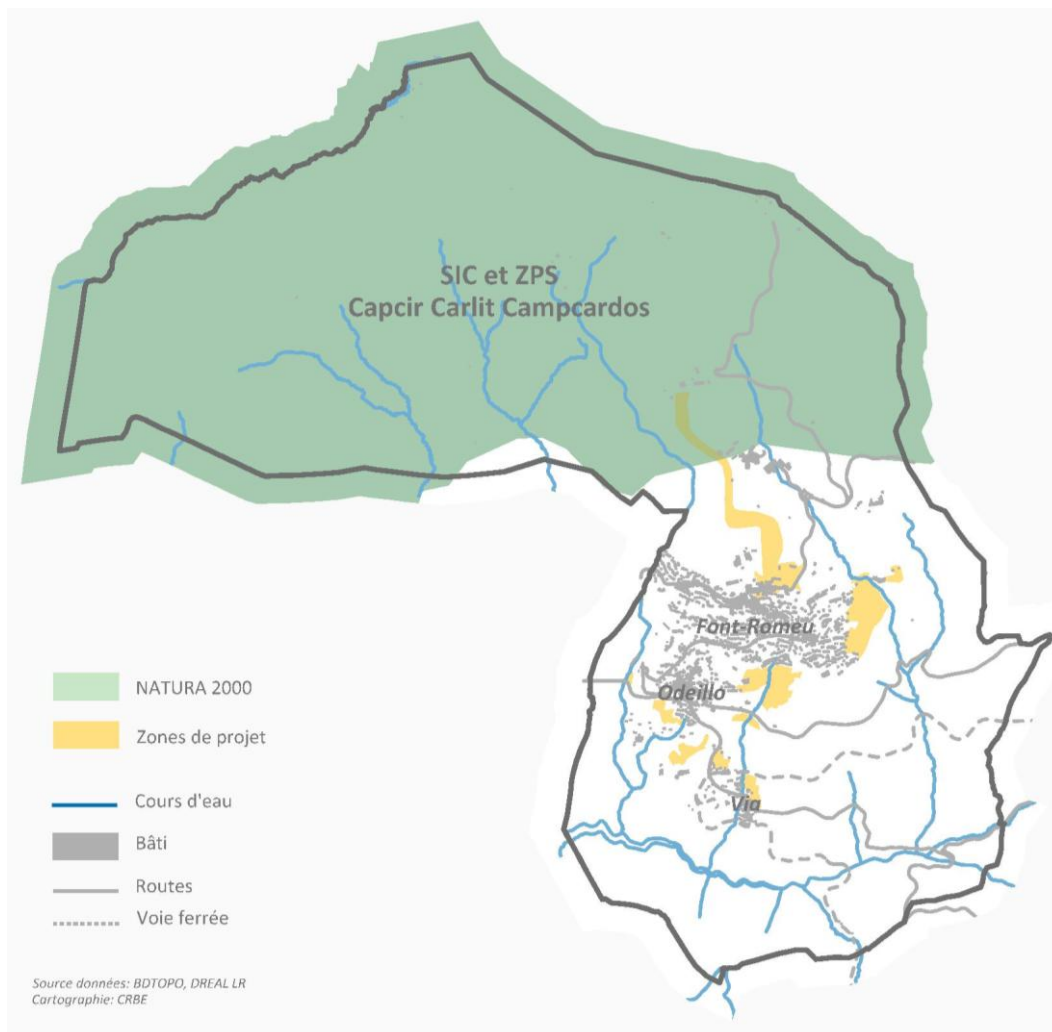 SIC et ZPS
Capcir Carlit Campcardos
Font-Romeu
Odeillo
Via
NATURA 2000
Zones de projet
Cours d'eau
Bâti
Routes
Voie ferrée
Source données: BDTOPO, DREAL LR
Cartographie: CRBE